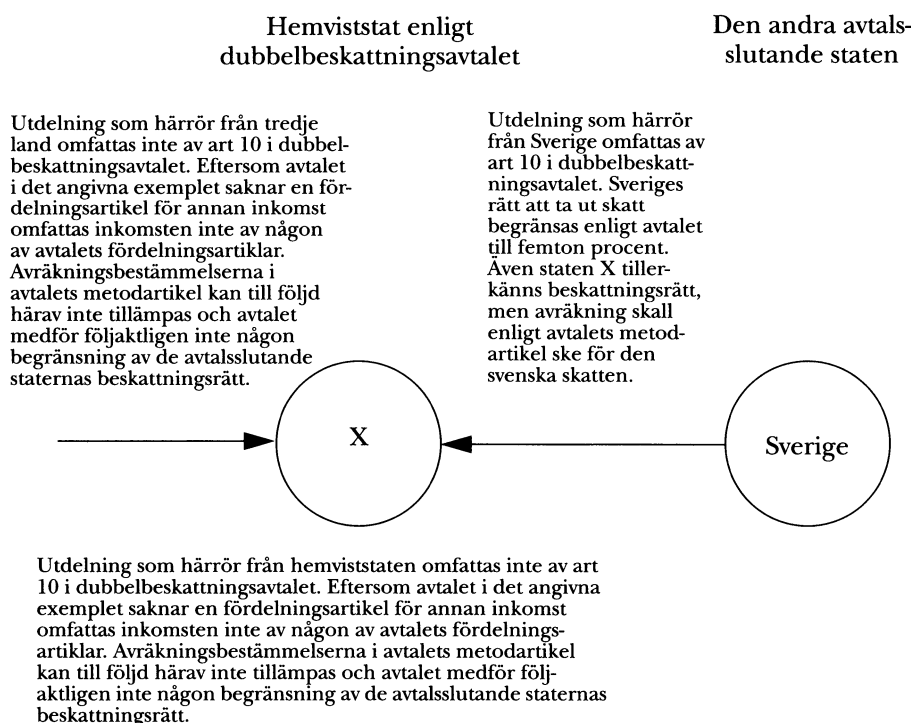 Hemviststat enligt
dubbelbeskattningsavtalet
Den andra avtals-
slutande staten
Utdelning som härrör från tredje
land omfattas inte av art 10 i dubbel-
beskattningsavtalet. Eftersom avtalet
i det angivna exemplet saknar en för-
delningsartikel för annan inkomst
omfattas inkomsten inte av någon
av avtalets fördelningsartiklar.
Avräkningsbestämmelserna i
avtalets metodartikel kan till följd
härav inte tillämpas och avtalet
medför följaktligen inte någon
begränsning av de avtalsslutande
staternas beskattningsrätt.
Utdelning som härrör
från Sverige omfattas av
art 10 i dubbelbeskatt-
ningsavtalet. Sveriges
rätt att ta ut skatt
begränsas enligt avtalet
till femton procent.
Även staten X tiller-
känns beskattningsrätt,
men avräkning skall
enligt avtalets metod-
artikel ske för den
svenska skatten.
X
Sverige
Utdelning som härrör från hemviststaten omfattas inte av art
10 i dubbelbeskattningsavtalet. Eftersom avtalet i det angivna
exemplet saknar en fördelningsartikel för annan inkomst
omfattas inkomsten inte av någon av avtalets fördelnings-
artiklar. Avräkningsbestämmelserna i avtalets metodartikel
kan till följd härav inte tillämpas och avtalet medför följ-
aktligen inte någon begränsning av de avtalsslutande staternas
beskattningsrätt.